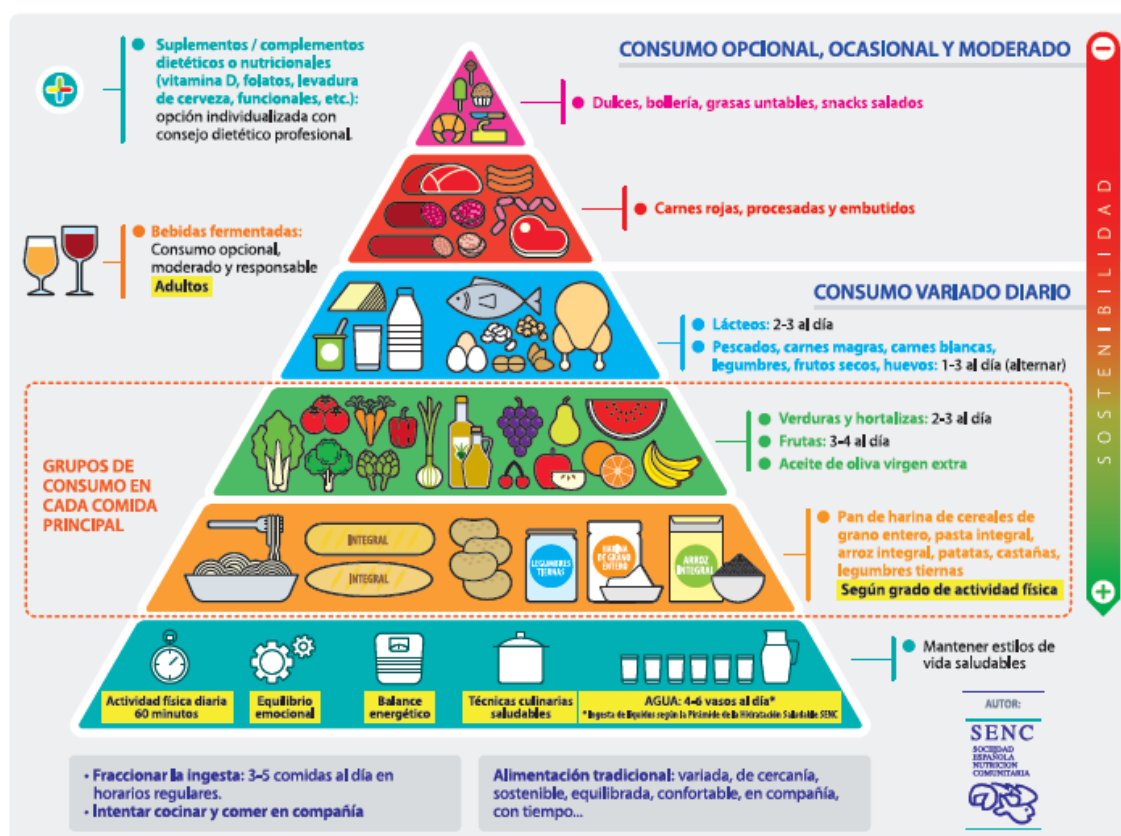 Suplementos / complementos
dietéticos o nutricionales
(vitamina D, folatos, levadura
de cerveza, funcionales, etc.):
opción individualizada con
consejo dietético profesional.
CONSUMO OPCIONAL, OCASIONAL Y MODERADO
Dulces, bollería, grasas untables, snacks salados
Carnes rojas, procesadas y embutidos
Bebidas fermentadas:
Consumo opcional,
moderado y responsable
Adultos
CONSUMO VARIADO DIARIO
Lácteos: 2-3 al día
Pescados, carnes magras, carnes blancas,
legumbres, frutos secos, huevos: 1-3 al día (alternar)
SOSTENIBILIDAD
GRUPOS DE
CONSUMO EN
CADA COMIDA
PRINCIPAL
Verduras y hortalizas: 2-3 al día
Frutas: 3-4 al día
Aceite de oliva virgen extra
INTEGRAL
INTEGRAL
LEGUMBRES
TIERNAS
HARINA
DE GRANO
ENTERO
ARROZ
INTEGRAL
Pan de harina de cereales de
grano entero, pasta integral,
arroz integral, patatas, castañas,
legumbres tiernas
Según grado de actividad física
Actividad física diaria
60 minutos
Equilibrio
emocional
Balance
energético
Técnicas culinarias
saludables
AGUA: 4-6 vasos al día*
*Ingesta de líquidos según la Pirámide de la Hidratación Saludable SENC
Mantener estilos de
vida saludables
• Fraccionar la ingesta: 3-5 comidas al día en
horarios regulares.
• Intentar cocinar y comer en compañía
Alimentación tradicional: variada, de cercanía,
sostenible, equilibrada, confortable, en compañía,
con tiempo...
AUTOR:
SENC
SOCIEDAD
ESPAÑOLA
NUTRICION
COMUNITARIA